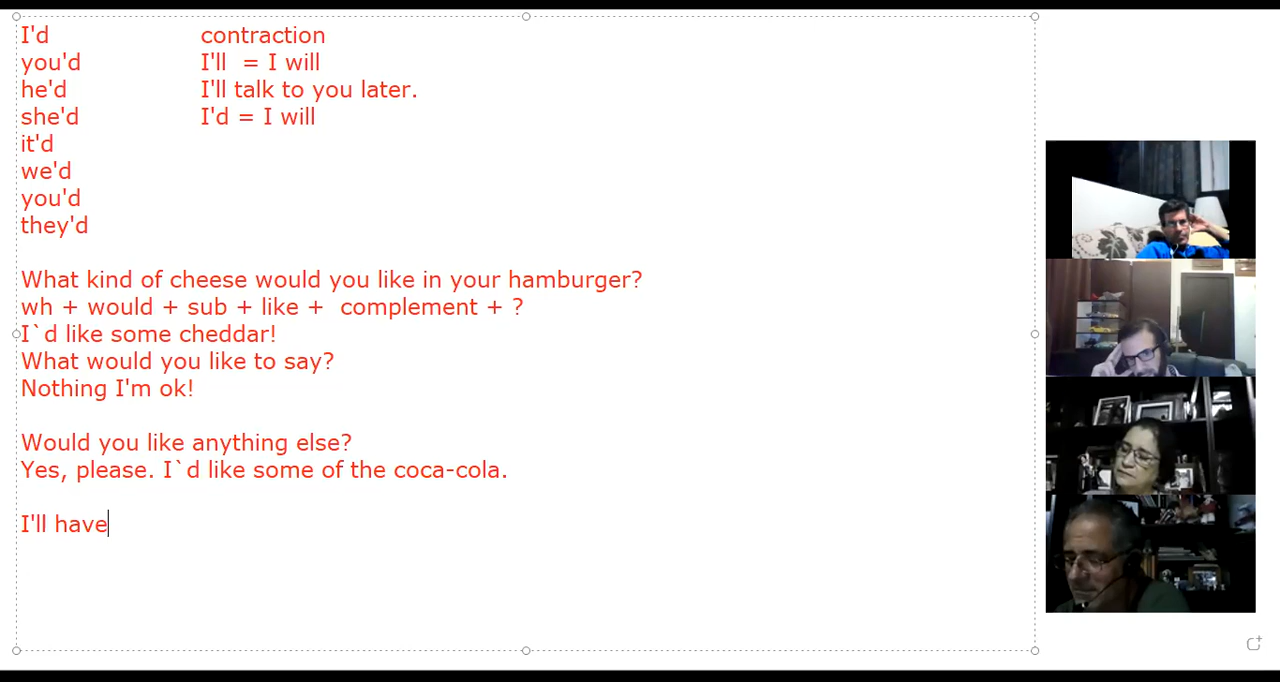 I'd contraction
you'd I'll = I will
he'd I'll talk to you later.
she'd I'd = I will
it'd
we'd
you'd
they'd
What kind of cheese would you like in your hamburger?
wh + would + sub + like + complement + ?
I`d like some cheddar!
What would you like to say?
Nothing I'm ok!
Would you like anything else?
Yes, please. I`d like some of the coca-cola.
I'll have